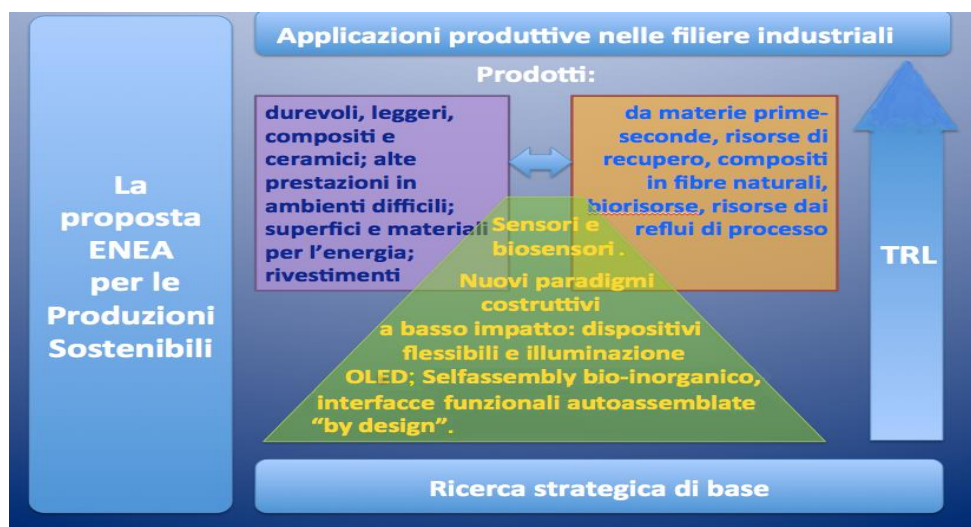 La
proposta
ENEA
per le
Produzioni
Sostenibili
Applicazioni produttive nelle filiere industriali
Prodotti:
durevoli, leggeri,
compositi e
ceramici; alte
prestazioni in
ambienti difficili;
superfici e materiali
per l'energia;
rivestimenti
da materie prime-
seconde, risorse di
recupero, compositi
in fibre naturali,
biorisorse, risorse dai
reflui di processo
Sensori e
biosensori.
Nuovi paradigmi
costruttivi
a basso impatto: dispositivi
flessibili e illuminazione
OLED; Selfassembly bio-inorganico,
interfacce funzionali autoassemblate
"by design".
TRL
Ricerca strategica di base